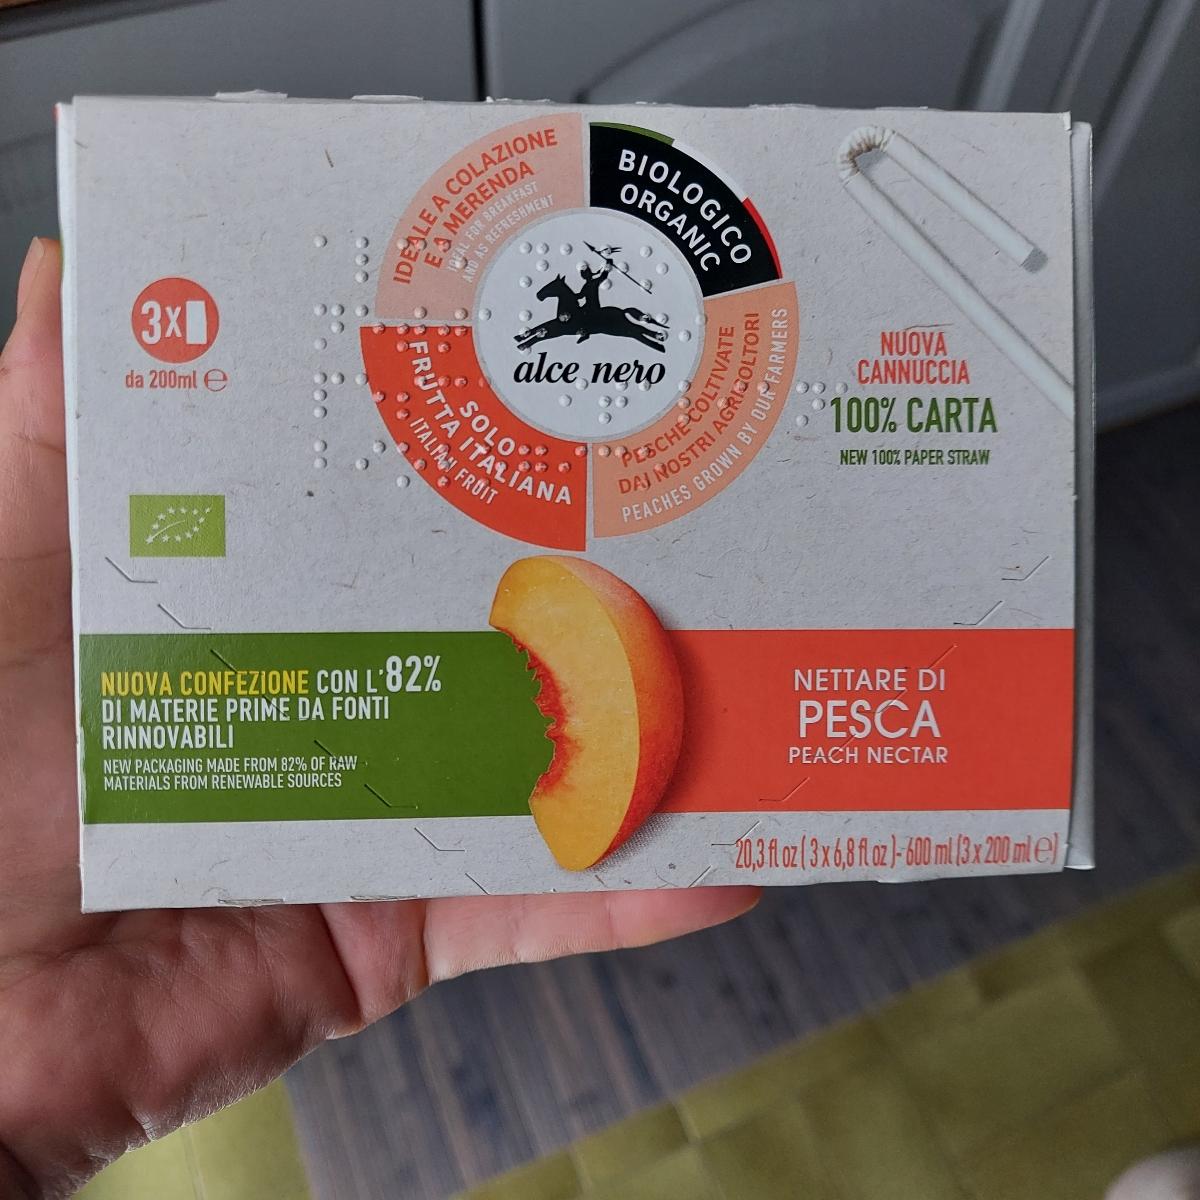 IDEALE A COLAZIONE
E A MERENDA
IDEAL FOR BREAKFAST
AND AS REFRESHMENT
BIOLOGICO
ORGANIC
alce nero
SOLO
FRUTTA ITALIANA
ITALIAN FRUIT
PESCHE COLTIVATE
DAI NOSTRI AGRICOLTORI
PEACHES GROWN BY OUR FARMERS
3x
da 200ml ℮
NUOVA
CANNUCCIA
100% CARTA
NEW 100% PAPER STRAW
NUOVA CONFEZIONE CON L'82%
DI MATERIE PRIME DA FONTI
RINNOVABILI
NEW PACKAGING MADE FROM 82% OF RAW
MATERIALS FROM RENEWABLE SOURCES
NETTARE DI
PESCA
PEACH NECTAR
20,3 fl oz ( 3 x 6,8 fl oz )- 600 ml (3 x 200 ml ℮)